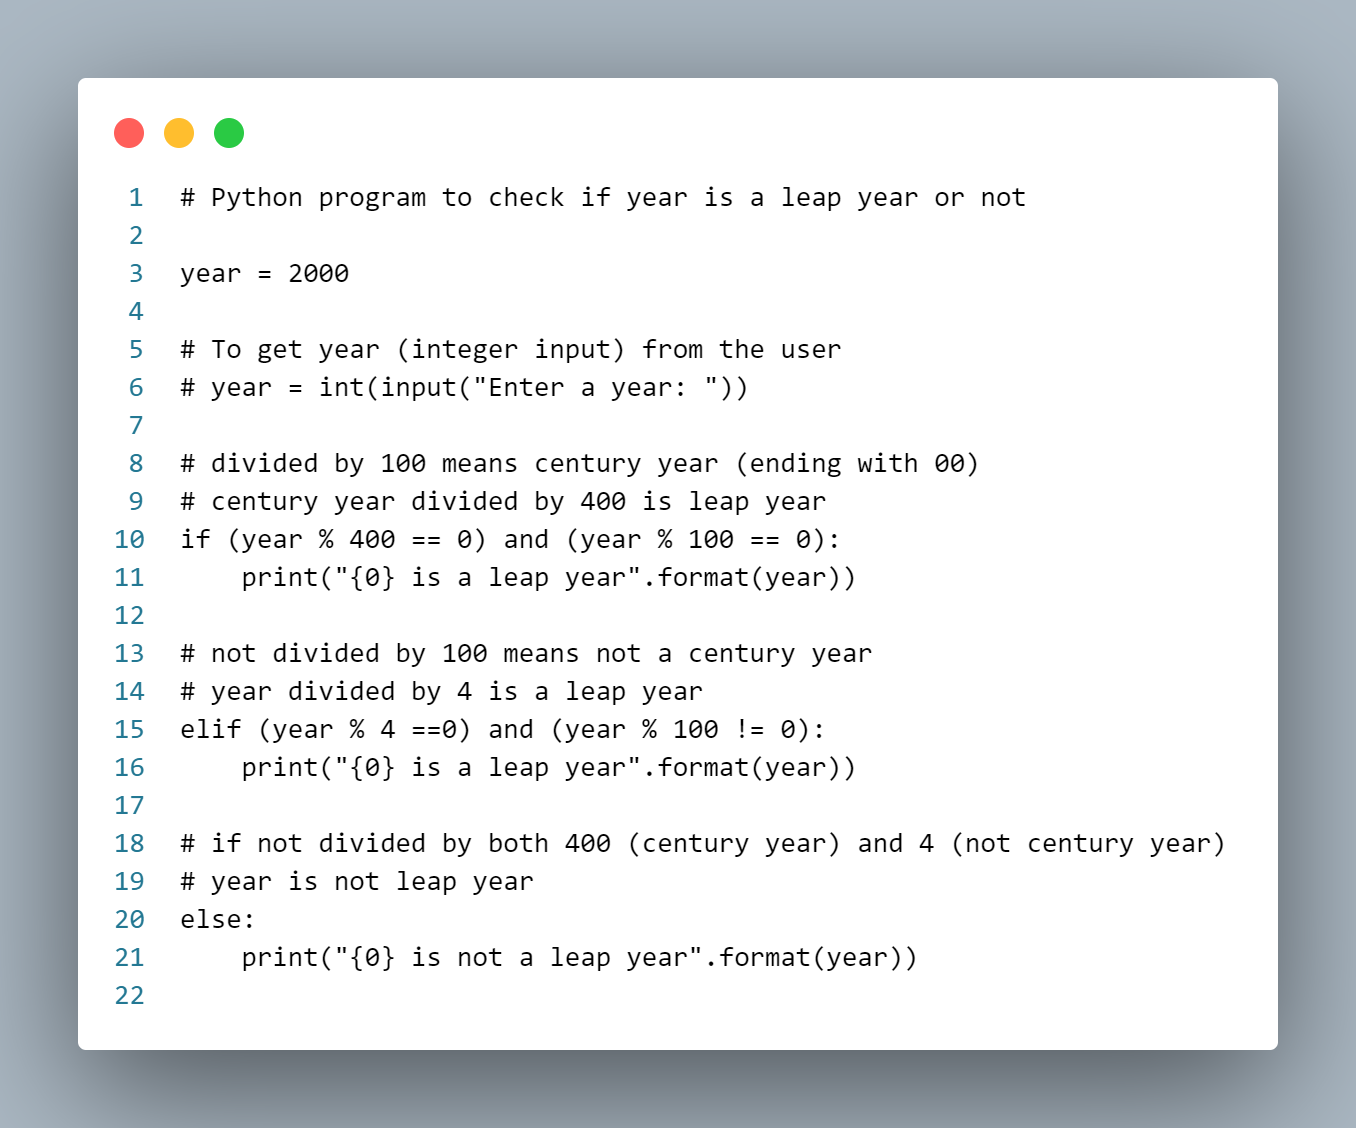 1 # Python program to check if year is a leap year or not
2
3 year = 2000
4
5 # To get year (integer input) from the user
6 # year = int(input("Enter a year: "))
7
8 # divided by 100 means century year (ending with 00)
9 # century year divided by 400 is leap year
10 if (year % 400 == 0) and (year % 100 == 0):
11     print("{0} is a leap year".format(year))
12
13 # not divided by 100 means not a century year
14 # year divided by 4 is a leap year
15 elif (year % 4 ==0) and (year % 100 != 0):
16     print("{0} is a leap year".format(year))
17
18 # if not divided by both 400 (century year) and 4 (not century year)
19 # year is not leap year
20 else:
21     print("{0} is not a leap year".format(year))
22